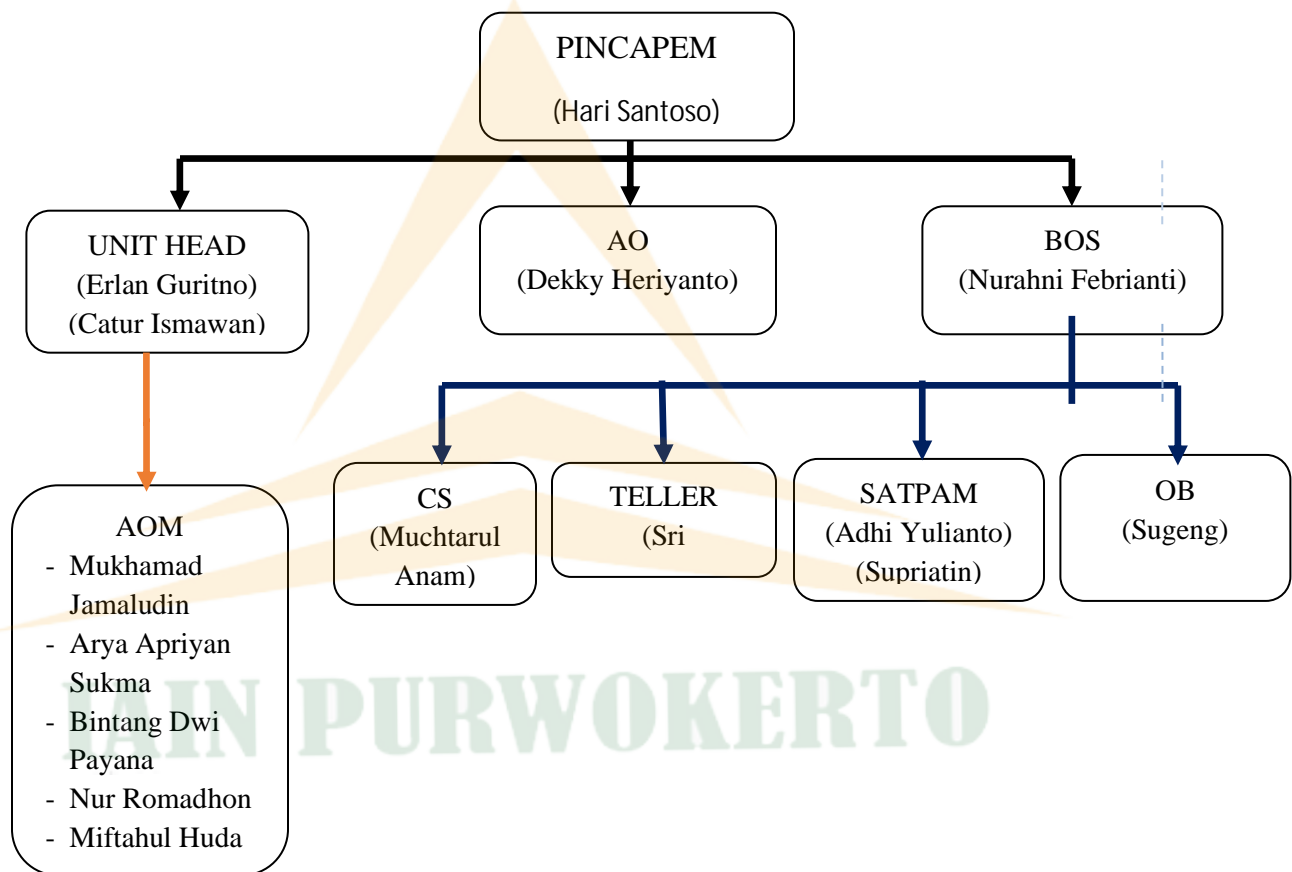 PINCAPEM
(Hari Santoso)
UNIT HEAD
(Erlan Guritno)
(Catur Ismawan)
AO
(Dekky Heriyanto)
BOS
(Nurahni Febrianti)
CS
(Muchtarul
Anam)
TELLER
(Sri
SATPAM
(Adhi Yulianto)
(Supriatin)
OB
(Sugeng)
AOM
- Mukhamad
Jamaludin
- Arya Apriyan
Sukma
- Bintang Dwi
Payana
- Nur Romadhon
- Miftahul Huda
IAIN PURWOKERTO